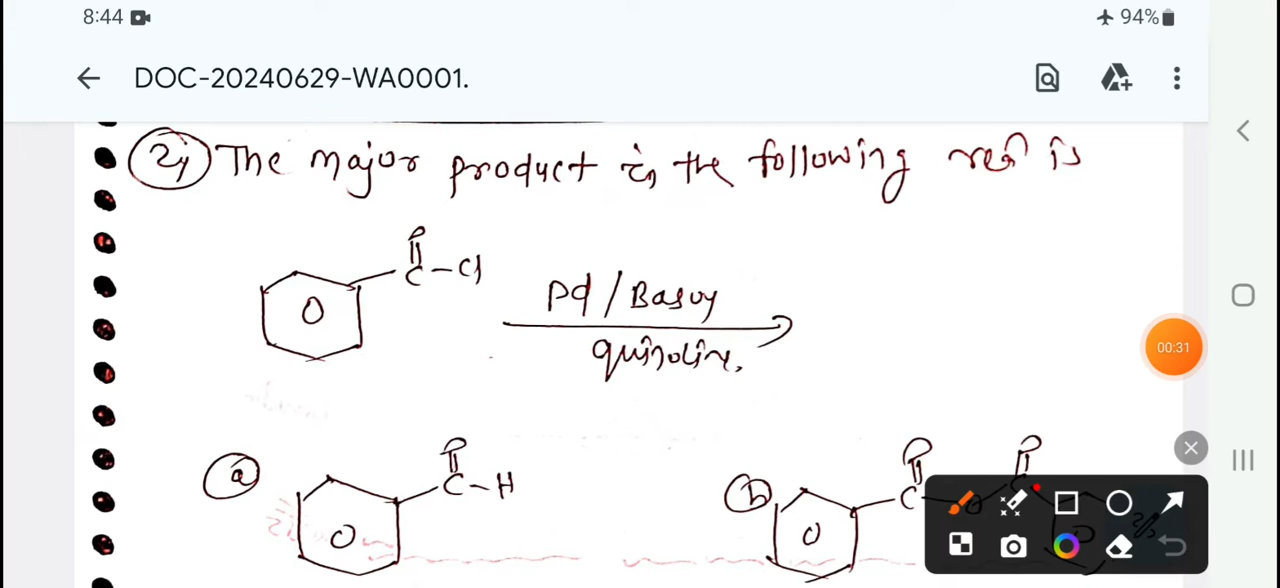 8:44
94%
DOC-20240629-WA0001.
2) The major product in the following rxn is
O
C-Cl
O
Pd/BaSO4
quinoline.
00:31
a
O
C-H
O
b
O
C
O
O
C
O